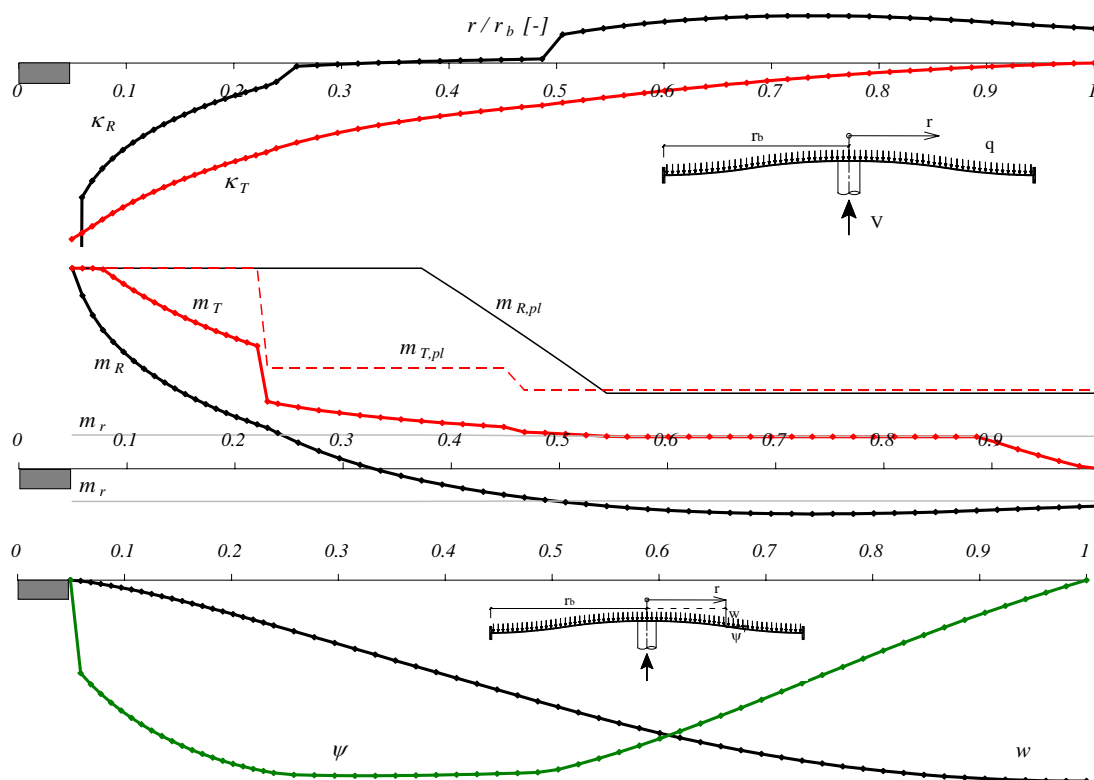 r / r_b [-]
0 0.1 0.2 0.3 0.4 0.5 0.6 0.7 0.8 0.9 1
κ_R
κ_T
r
r_b
q
V
m_T
m_R,pl
m_R
m_T,pl
m_r
0 0.1 0.2 0.3 0.4 0.5 0.6 0.7 0.8 0.9
m_r
0 0.1 0.2 0.3 0.4 0.5 0.6 0.7 0.8 0.9 1
r
r_b
w
ψ
ψ
w